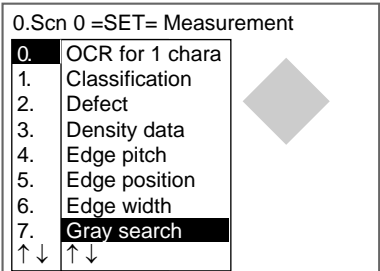 0.Scn 0 =SET= Measurement
0. OCR for 1 chara
1. Classification
2. Defect
3. Density data
4. Edge pitch
5. Edge position
6. Edge width
7. Gray search
↑↓ ↑↓